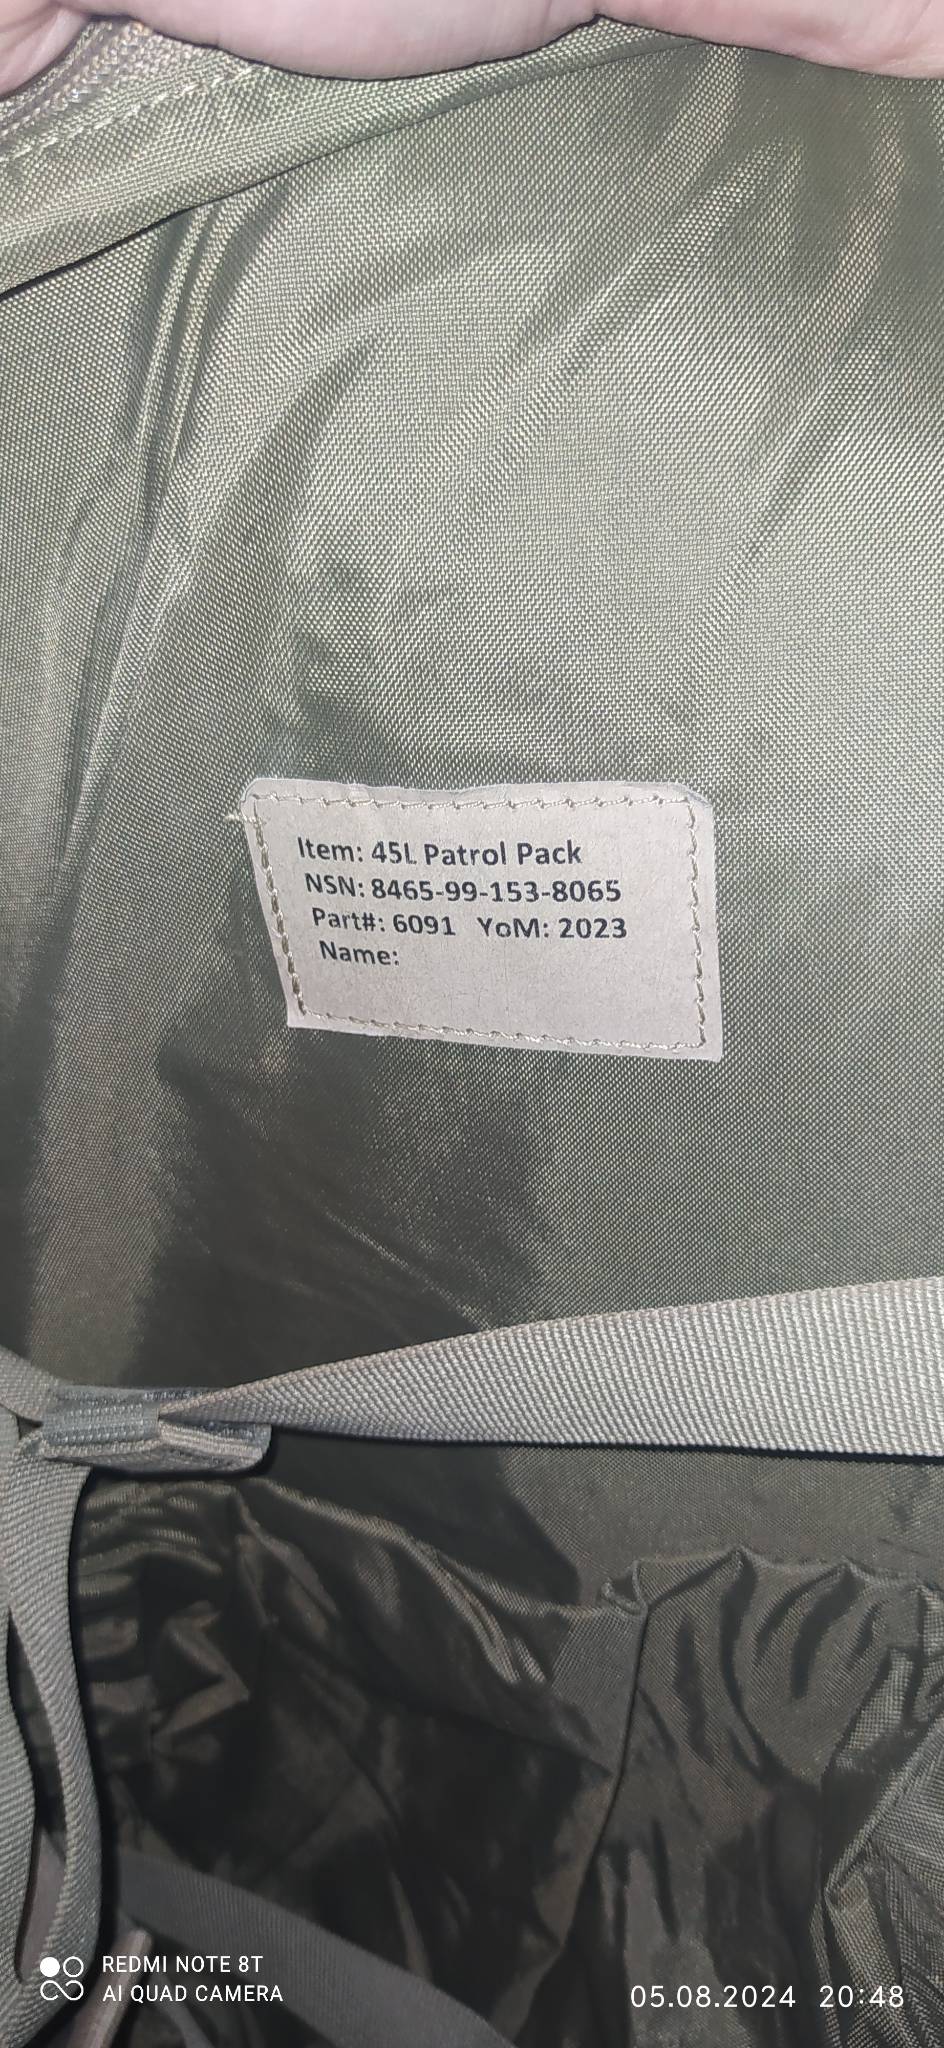 Item: 45L Patrol Pack
NSN: 8465-99-153-8065
Part#: 6091 YoM: 2023
Name:
REDMI NOTE 8T
AI QUAD CAMERA
05.08.2024 20:48